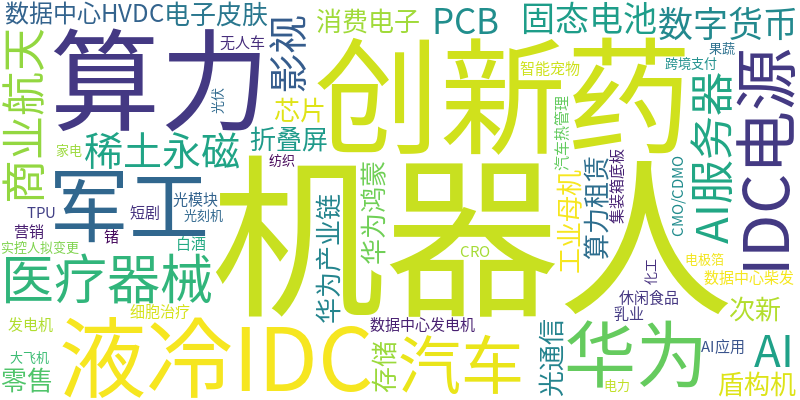 数据中心HVDC
电子皮肤
无人车
影视
消费电子
PCB
固态电池
数字货币
果蔬
跨境支付
智能宠物
商业航天
算力
光伏
芯片
创新药
汽车热管理
AI服务器
IDC电源
家电
稀土永磁
折叠屏
纺织
军工
机器人
工业母机
算力租赁
集装箱底板
CMO/CDMO
光模块
光刻机
TPU
短剧
营销
锗
白酒
实控人拟变更
华为产业链
华为鸿蒙
CRO
电极箔
化工
数据中心柴发
医疗器械
休闲食品
乳业
次新
细胞治疗
发电机
液冷IDC
数据中心发电机
光通信
华为
AI应用
AI
大飞机
零售
存储
汽车
电力
盾构机